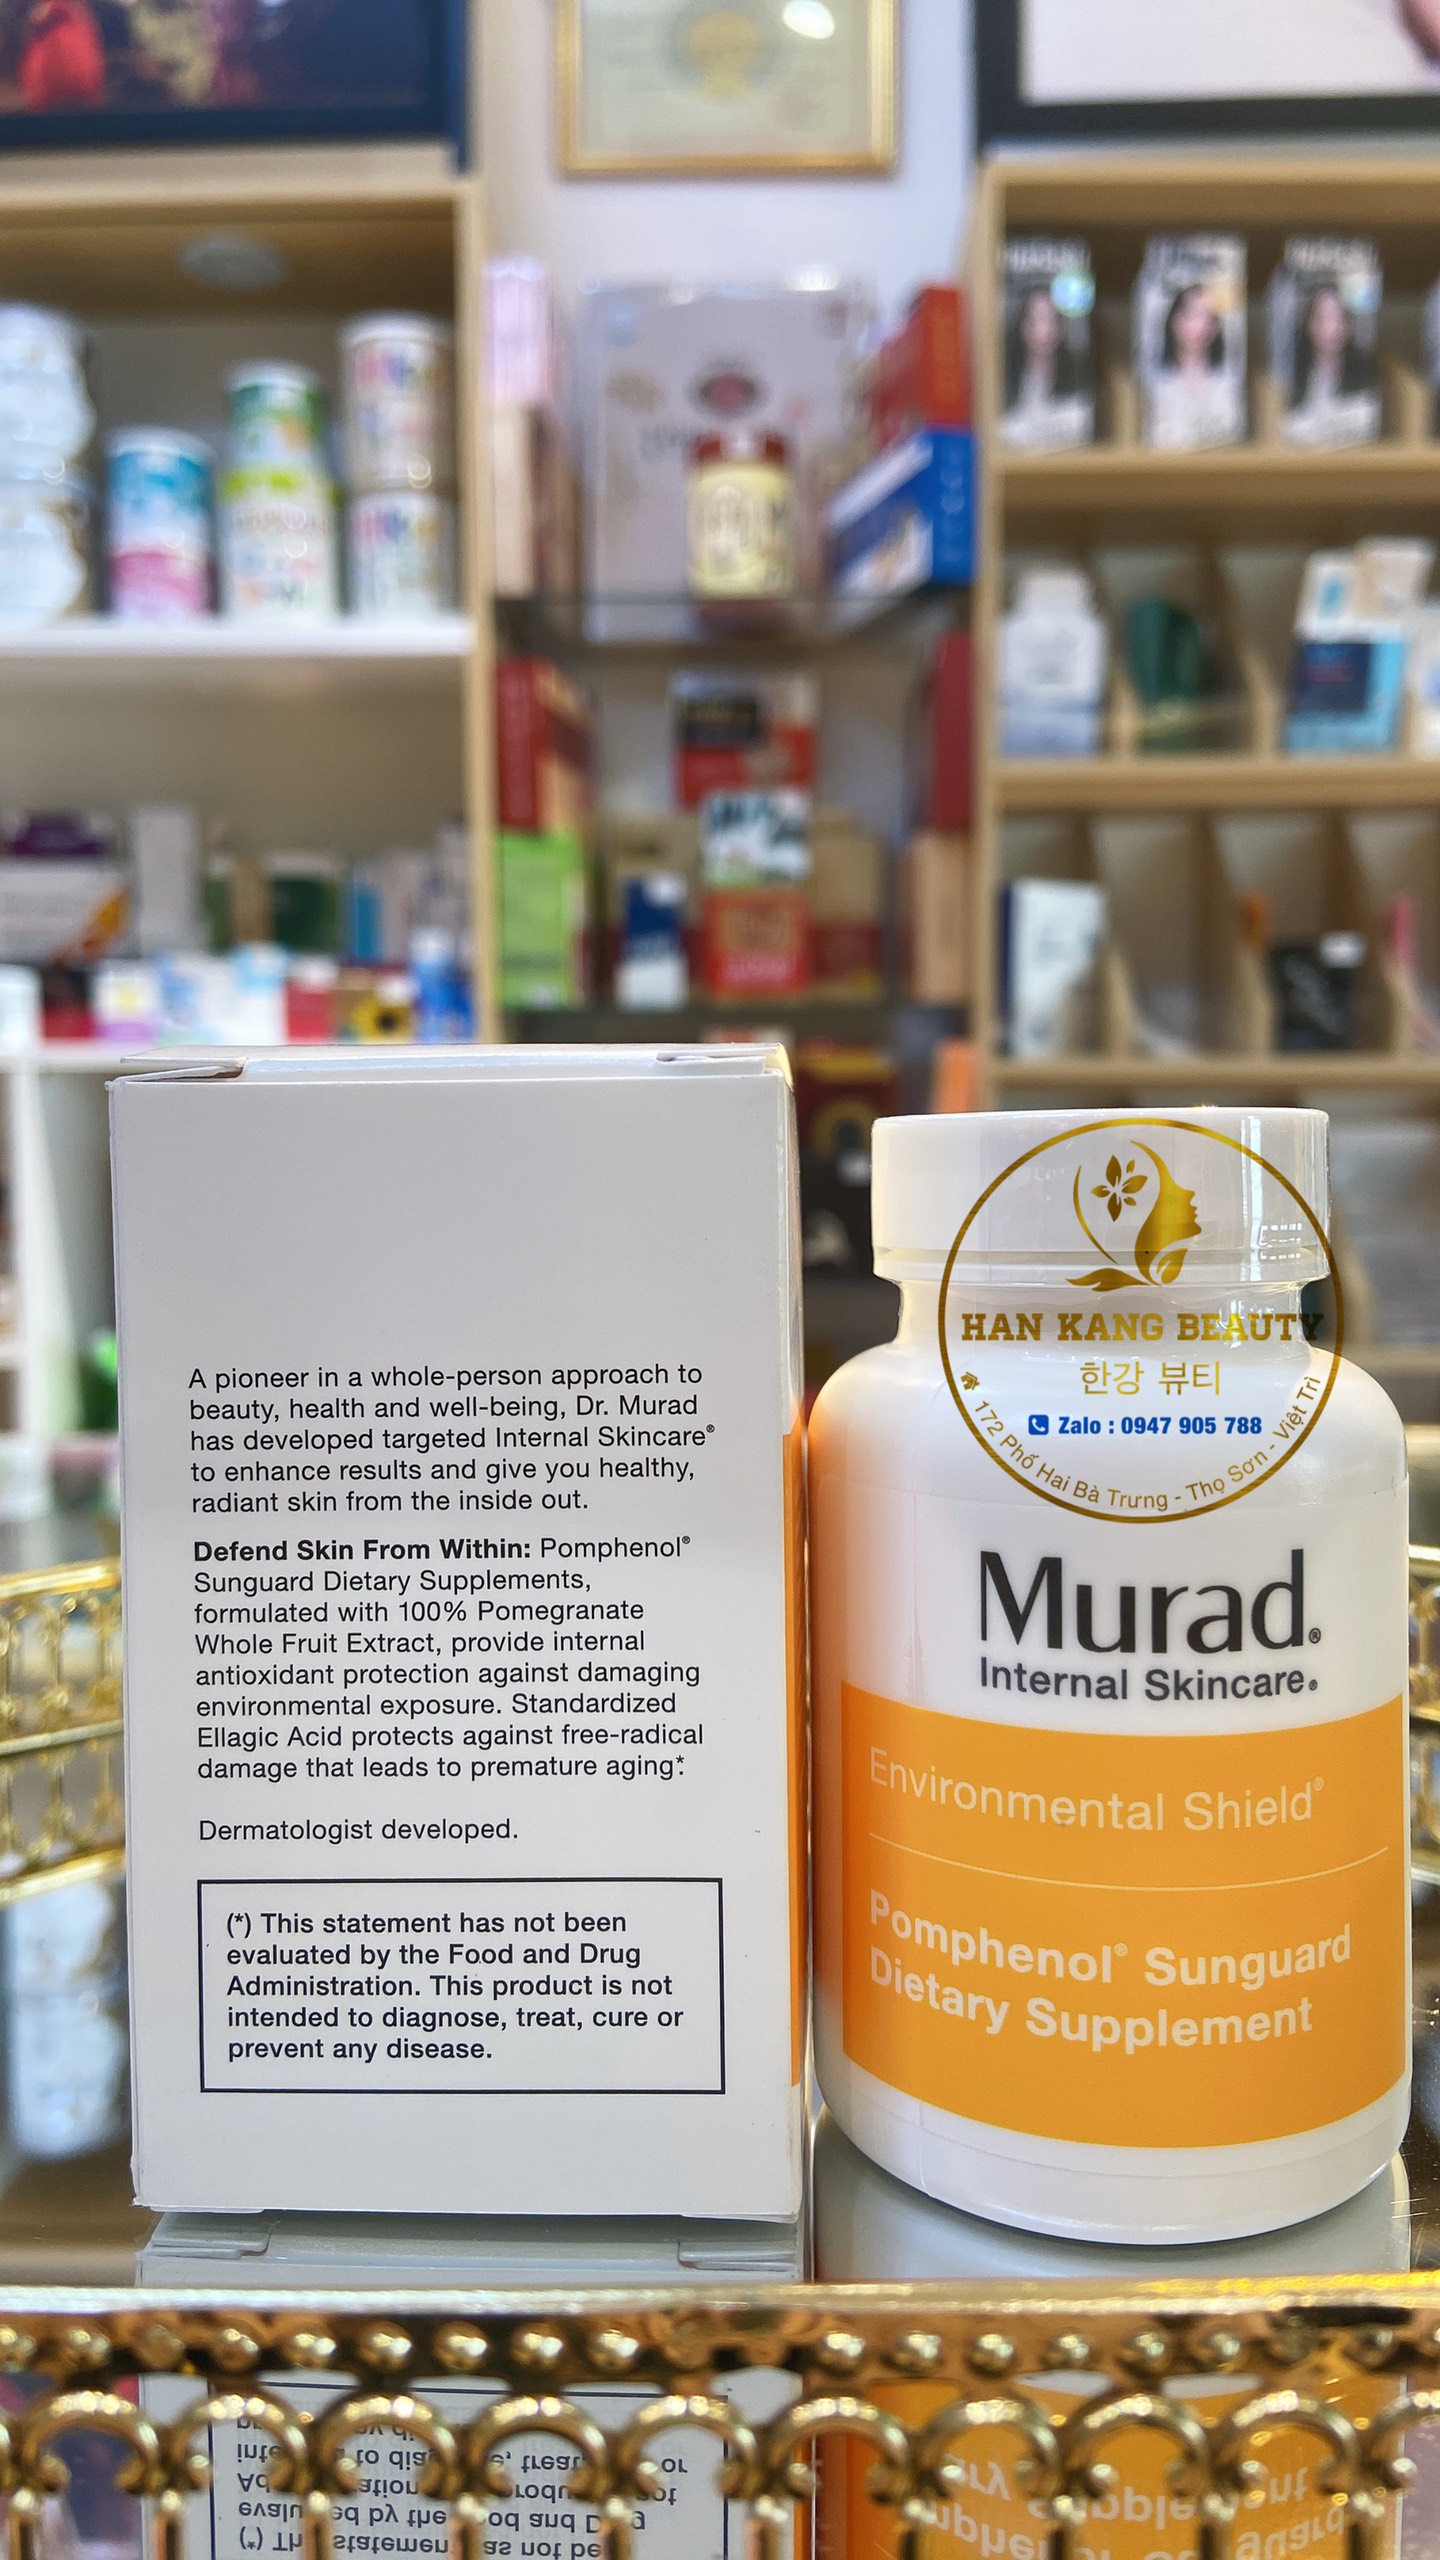 HAN KANG BEAUTY
한강 뷰티
Zalo : 0947 905 788
172 Phố Hai Bà Trưng - Thọ Sơn - Việt Trì
A pioneer in a whole-person approach to
beauty, health and well-being, Dr. Murad
has developed targeted Internal Skincare®
to enhance results and give you healthy,
radiant skin from the inside out.
Defend Skin From Within: Pomphenol®
Sunguard Dietary Supplements,
formulated with 100% Pomegranate
Whole Fruit Extract, provide internal
antioxidant protection against damaging
environmental exposure. Standardized
Ellagic Acid protects against free-radical
damage that leads to premature aging*.
Dermatologist developed.
(*) This statement has not been
evaluated by the Food and Drug
Administration. This product is not
intended to diagnose, treat, cure or
prevent any disease.
Murad®
Internal Skincare®
Environmental Shield®
Pomphenol® Sunguard
Dietary Supplement